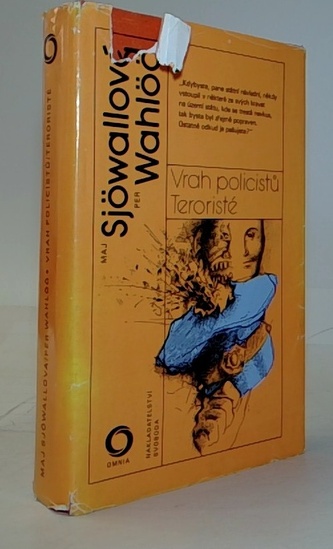 MAJ SJÖWALLOVÁ/PER WAHLÖÖ • VRAH POLICISTŮ/TERORISTÉ
MAJ
Sjöwallová
PER
Wahlöö
„Kdybyste, pane státní návladní, někdy
vstoupil v některé ze svých kravat
na území státu, kde se trestá nevkus,
tak byste byl zřejmě popraven.
Ostatně odkud je pašujete?“
Vrah policistů
Teroristé
OMNIA
NAKLADATELSTVÍ
SVOBODA